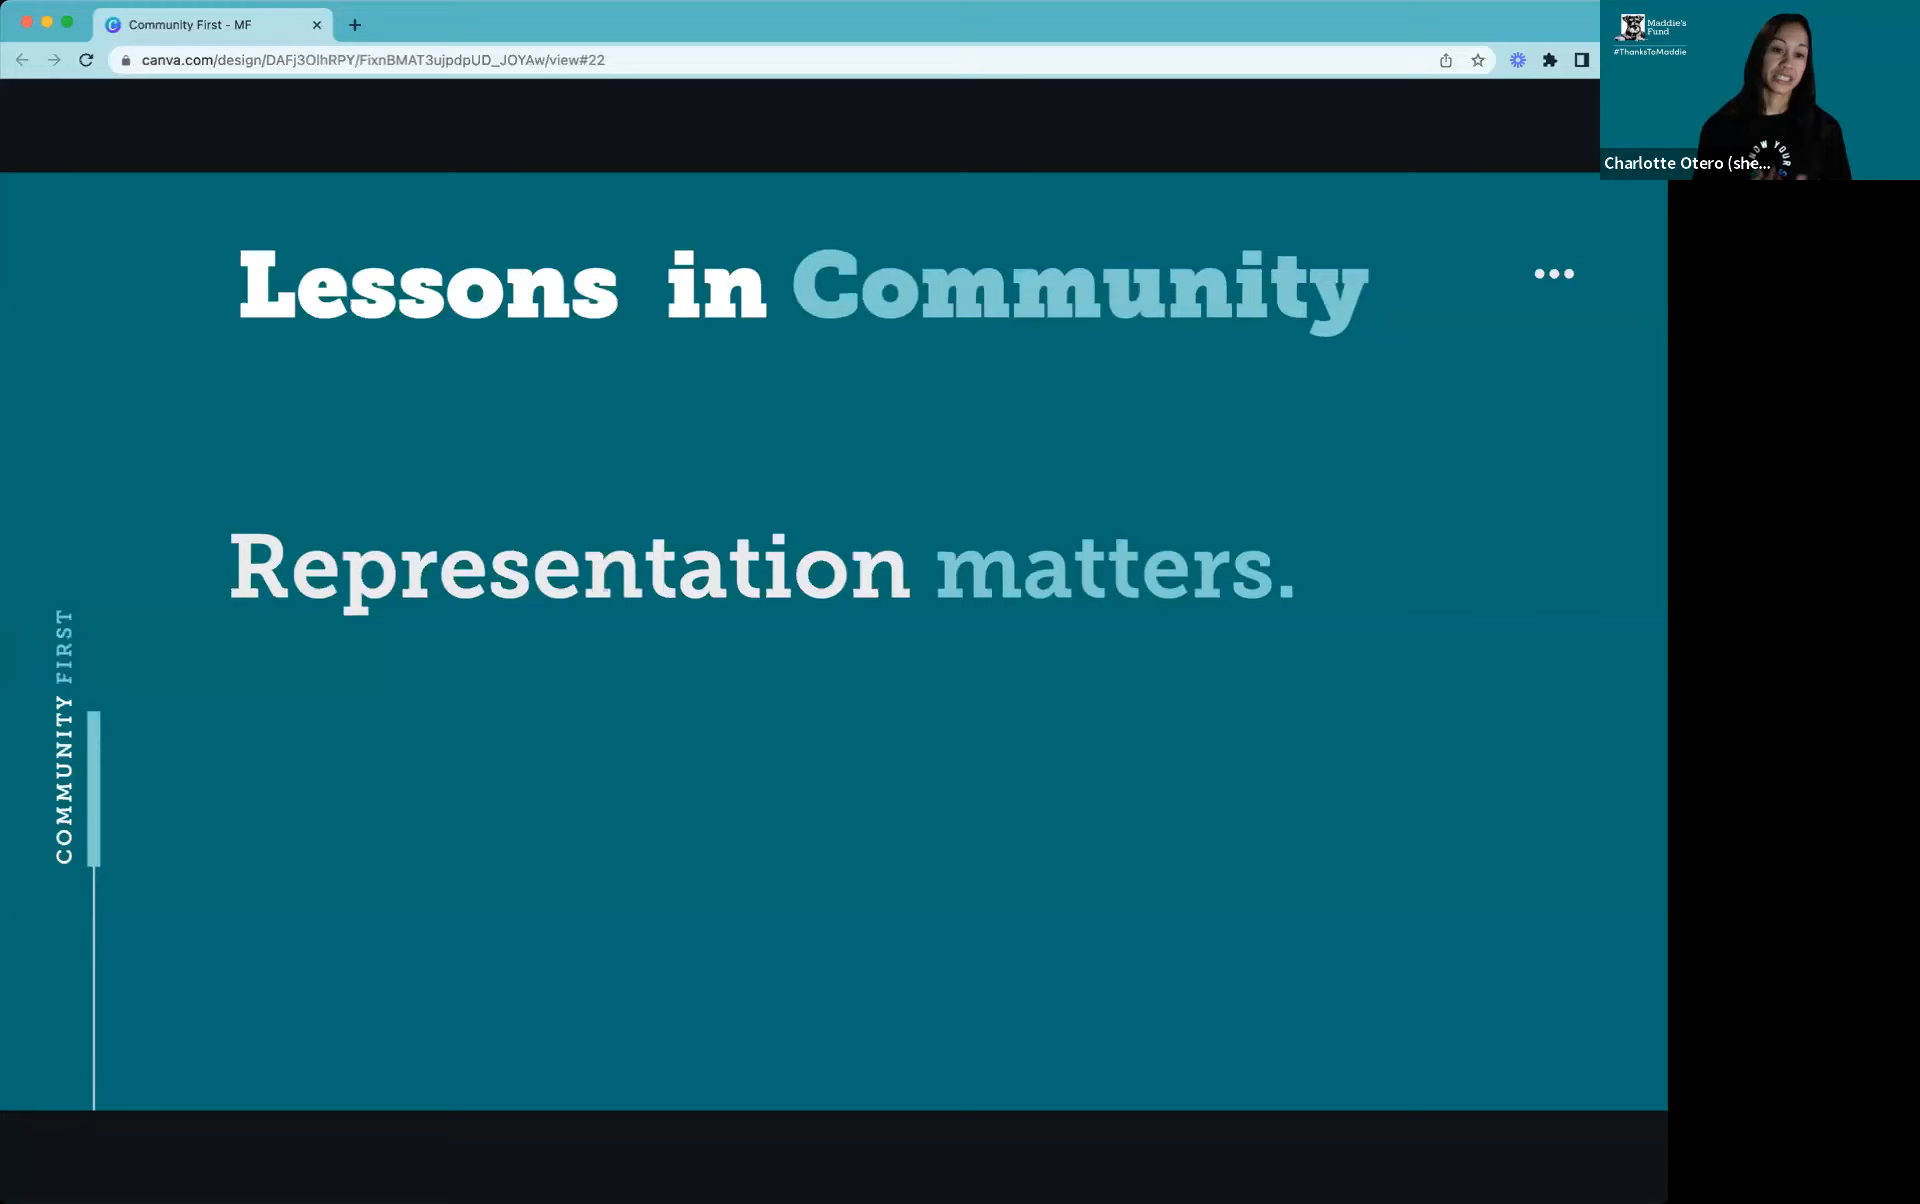 Community First - MF
canva.com/design/DAFj3OlhRPY/FixnBMAT3ujpdpUD_JOYAw/view#22
Maddie's
Fund
#ThanksToMaddie
YOUR
Charlotte Otero (she...
Lessons in Community
Representation matters.
COMMUNITY FIRST